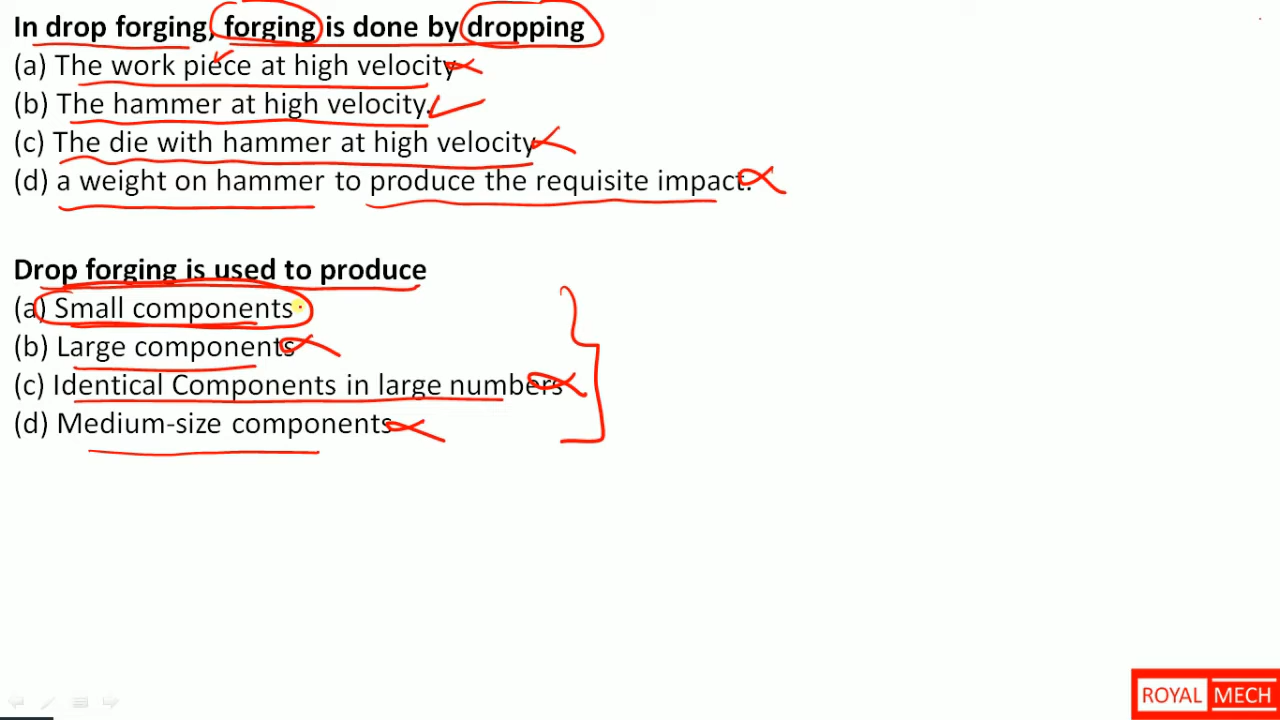 In drop forging, forging is done by dropping
(a) The work piece at high velocity
(b) The hammer at high velocity.
(c) The die with hammer at high velocity
(d) a weight on hammer to produce the requisite impact.
Drop forging is used to produce
(a) Small components
(b) Large components
(c) Identical Components in large numbers
(d) Medium-size components
ROYAL MECH